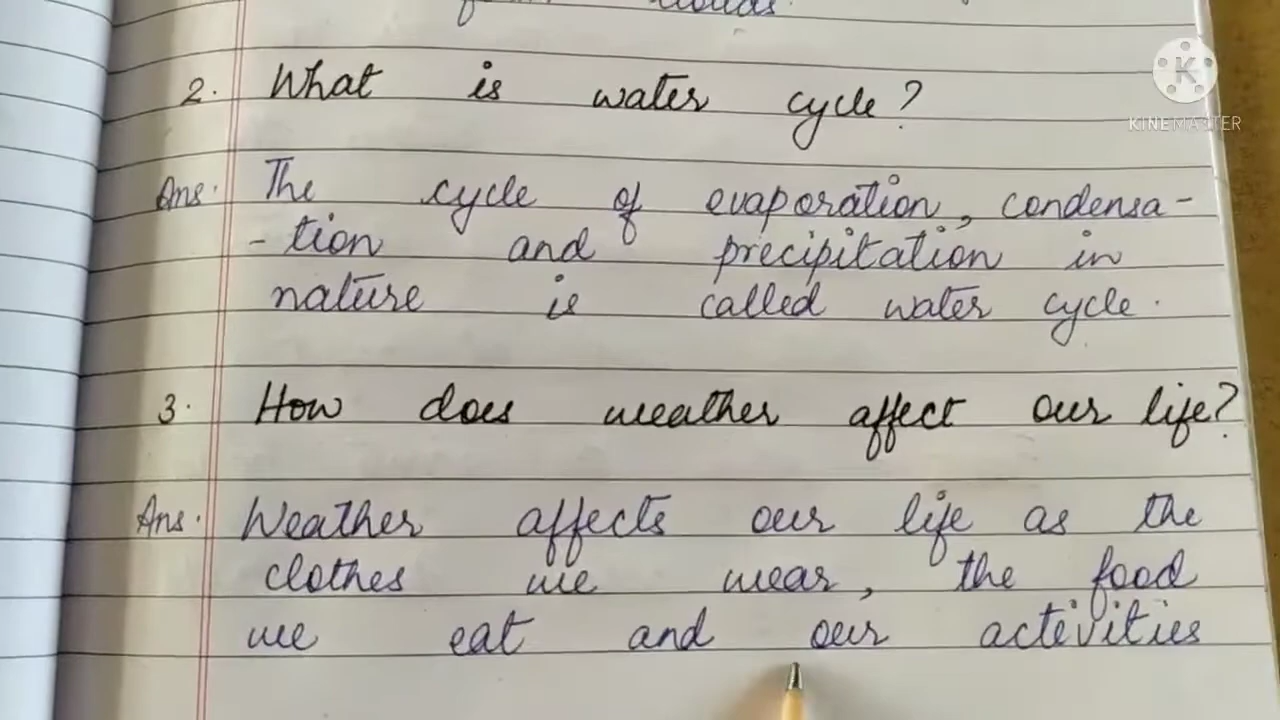 2. What is water cycle?
Ans. The cycle of evaporation, condensa-
-tion and precipitation in
nature is called water cycle.
3. How does weather affect our life?
Ans. Weather affects our life as the
clothes we wear, the food
we eat and our activities
K
KINEMASTER